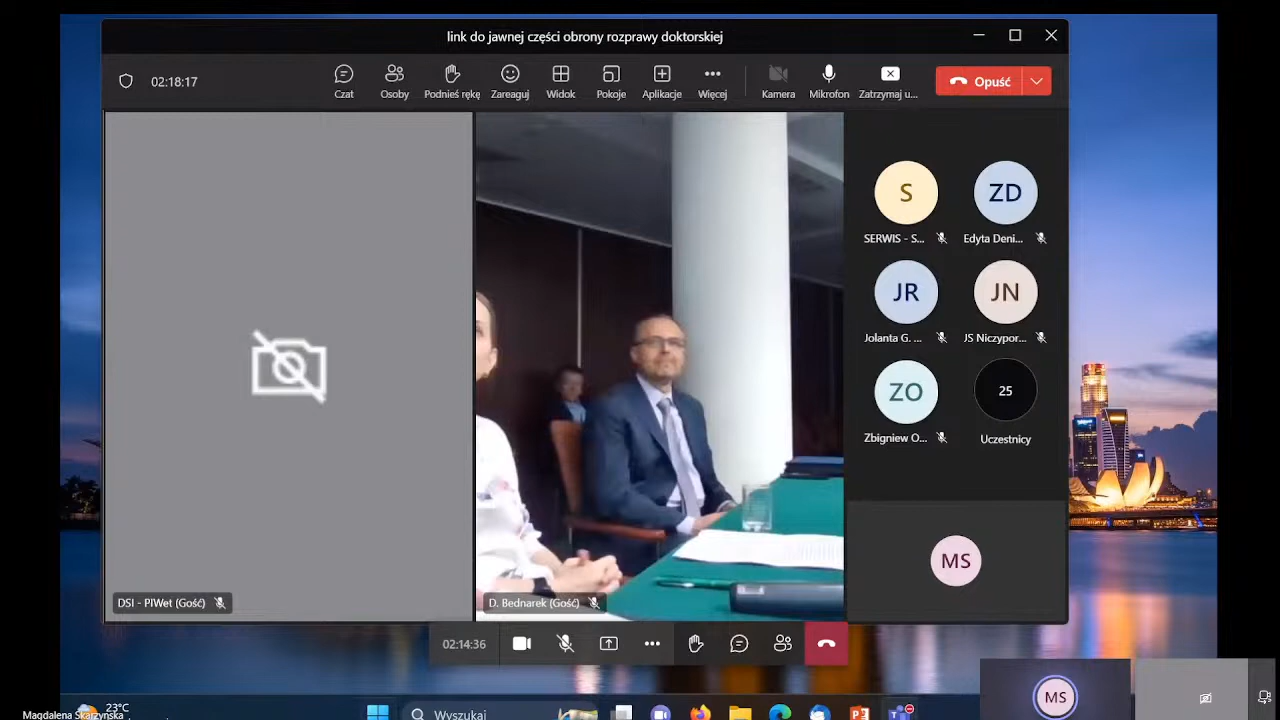 link do jawnej części obrony rozprawy doktorskiej
02:18:17
Czat
Osoby
Podnieś rękę
Zareaguj
Widok
Pokoje
Aplikacje
Więcej
Kamera
Mikrofon
Zatrzymaj u...
Opuść
S
SERWIS - S...
ZD
Edyta Deni...
JR
Jolanta G. ...
JN
JS Niczypor...
ZO
Zbigniew O...
25
Uczestnicy
MS
DSI - PIWet (Gość)
D. Bednarek (Gość)
02:14:36
MS
23°C
Magdalena Skarżyńska
Wyszukaj